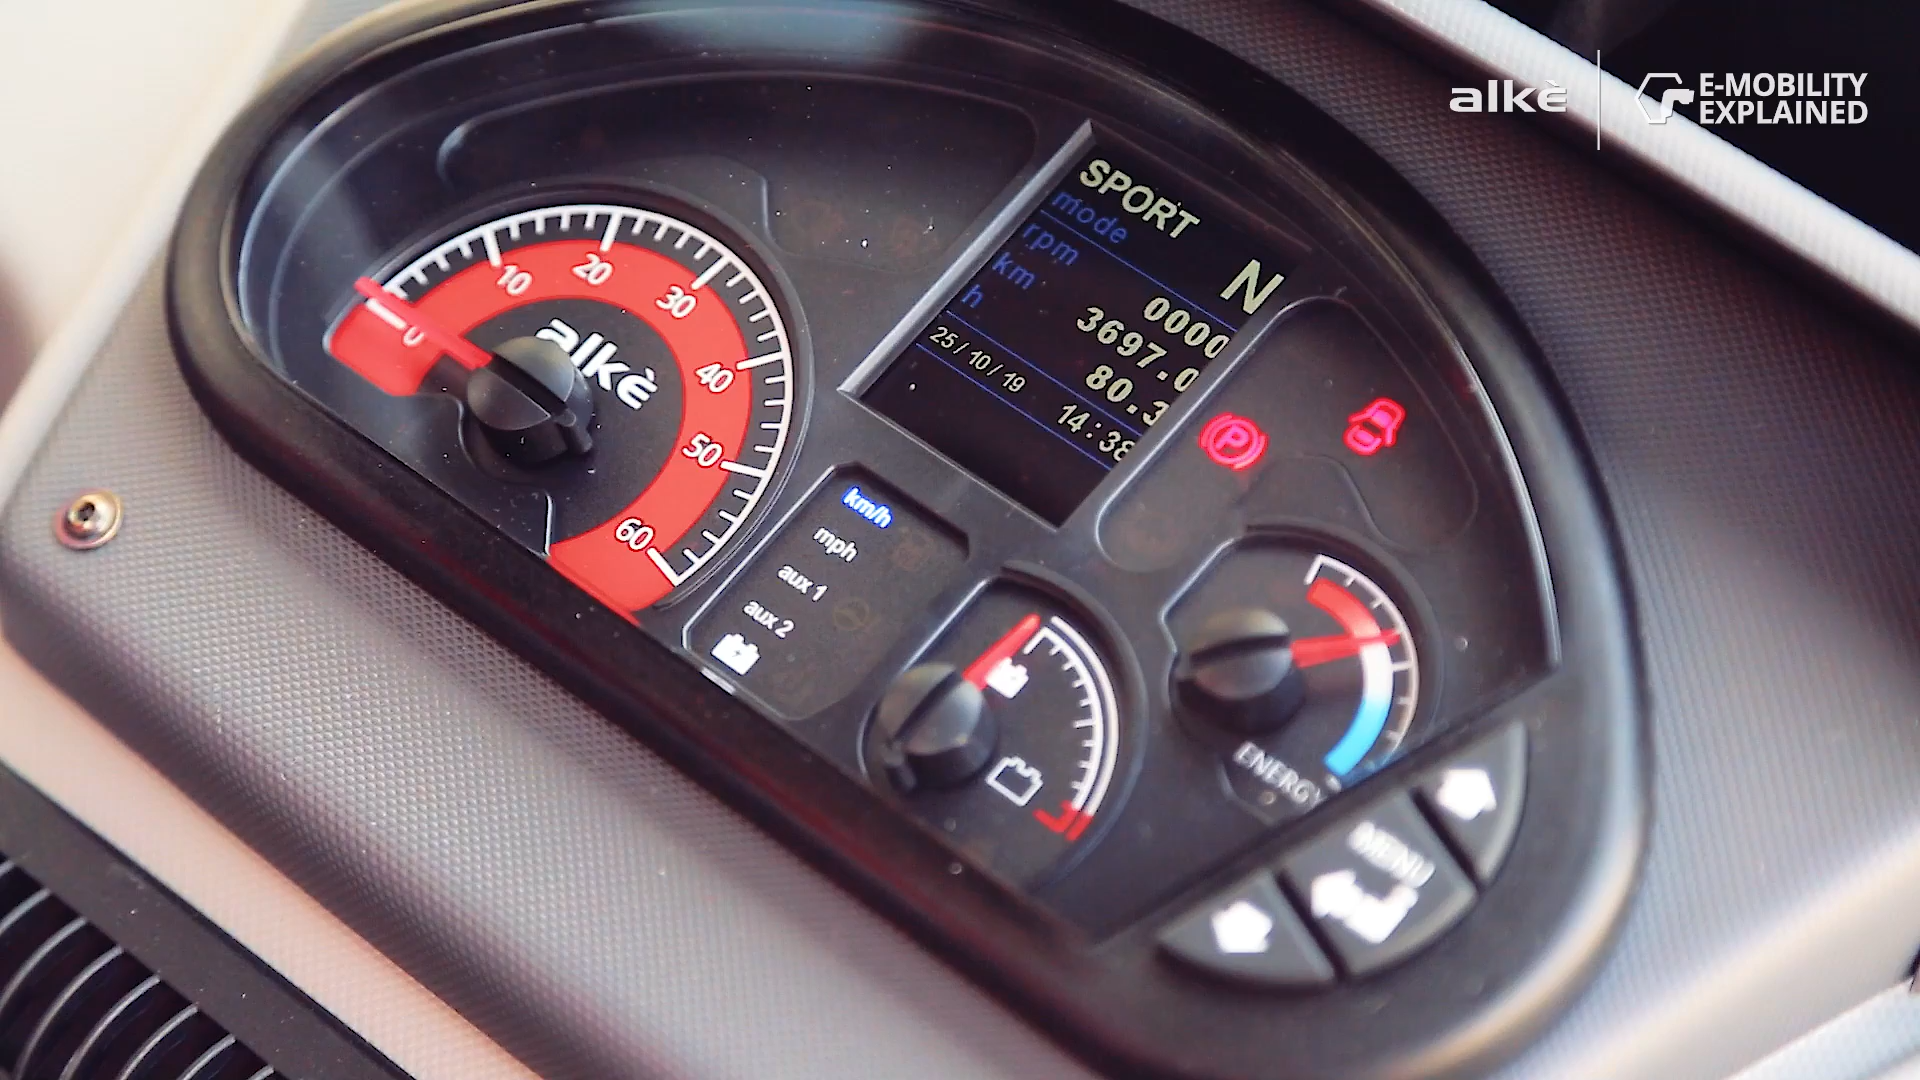 alkè
E-MOBILITY
EXPLAINED
SPORT
mode
N
rpm 0000
km 3697.0
h 80.3
25/10/19 14:38
0
10
20
30
40
50
60
alkè
km/h
mph
aux 1
aux 2
P
ENERGY
MENU